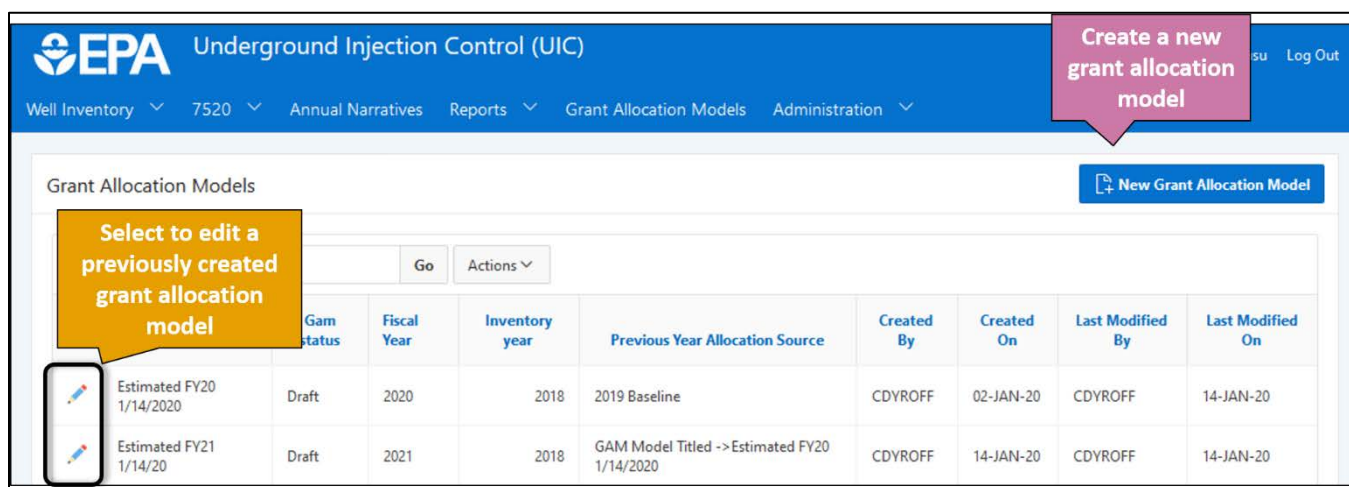 EPA
Underground Injection Control (UIC)
Create a new
grant allocation
model
Log Out
Well Inventory 7520 Annual Narratives Reports Grant Allocation Models Administration
Grant Allocation Models
New Grant Allocation Model
Select to edit a
previously created
grant allocation
model
Go Actions
Gam Fiscal Inventory Created Created Last Modified Last Modified
status Year year Previous Year Allocation Source By On By On
Estimated FY20
1/14/2020 Draft 2020 2018 2019 Baseline CDYROFF 02-JAN-20 CDYROFF 14-JAN-20
Estimated FY21
1/14/20 Draft 2021 2018 GAM Model Titled ->Estimated FY20
1/14/2020 CDYROFF 14-JAN-20 CDYROFF 14-JAN-20